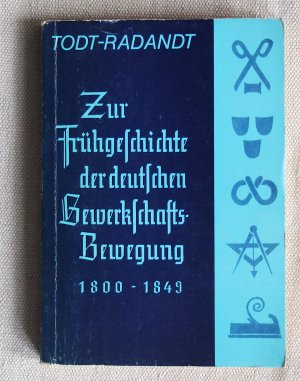 TODT-RADANDT
Zur
Frühgeschichte
der deutschen
Gewerkschafts-
Bewegung
1800 - 1849